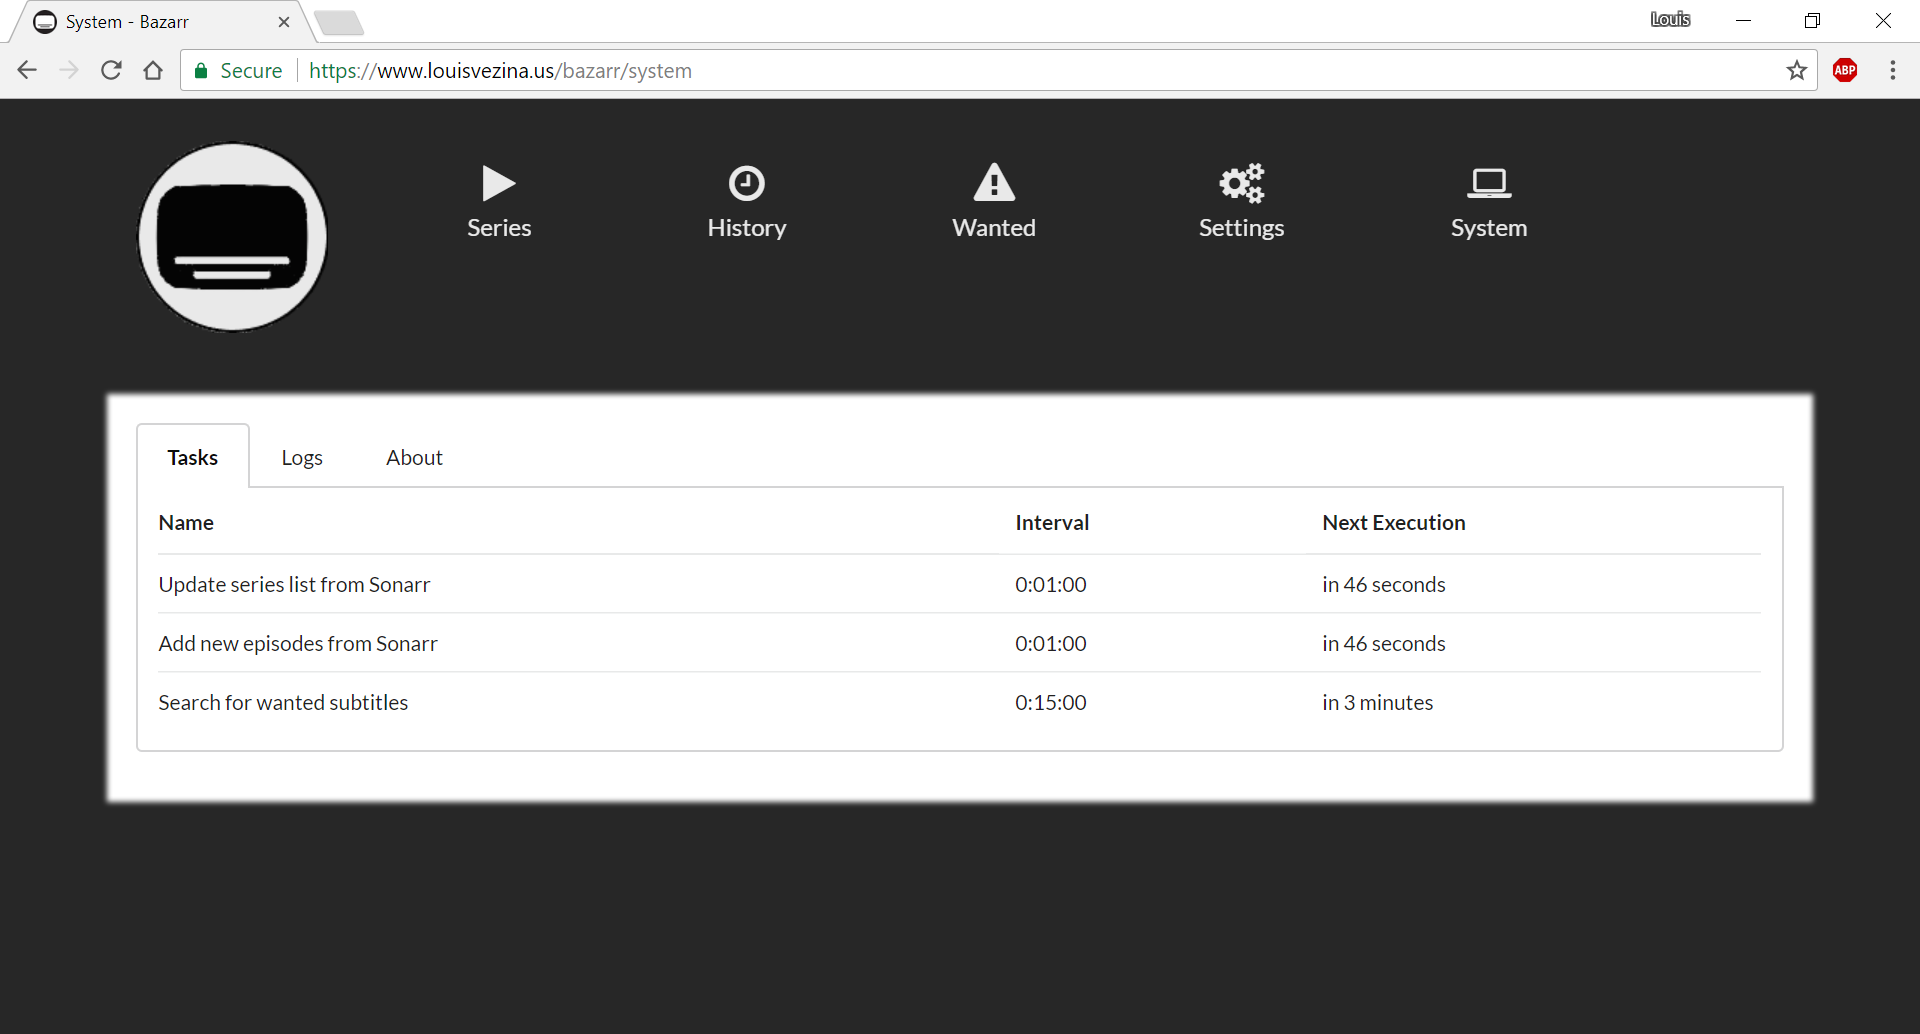 System - Bazarr
Louis
Secure https://www.louisvezina.us/bazarr/system
ABP
Series History Wanted Settings System
Tasks Logs About
Name Interval Next Execution
Update series list from Sonarr 0:01:00 in 46 seconds
Add new episodes from Sonarr 0:01:00 in 46 seconds
Search for wanted subtitles 0:15:00 in 3 minutes